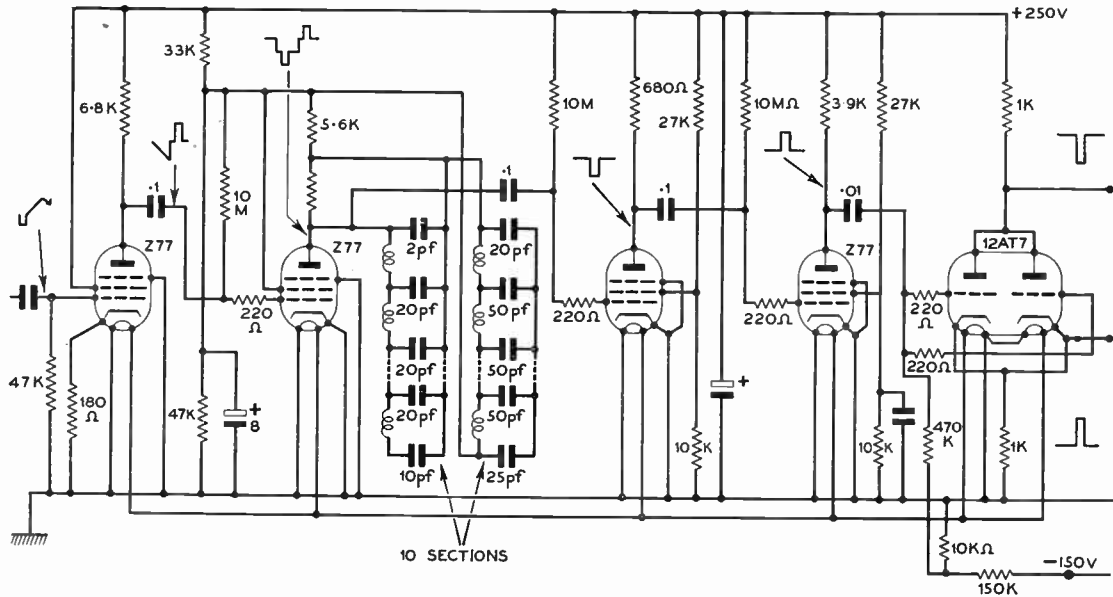 +250V
33K
6·8K
5·6K
10M
680Ω
27K
10MΩ
3·9K
27K
1K
·1
10
M
·1
·1
·01
Z77
Z77
Z77
12AT7
2pf
20pf
20pf
50pf
20pf
50pf
20pf
50pf
10pf
25pf
220
Ω
220Ω
220Ω
220
Ω
220Ω
47K
180
Ω
47K
+
8
+
10
K
10
K
470
K
1K
10 SECTIONS
10KΩ
150K
−150V